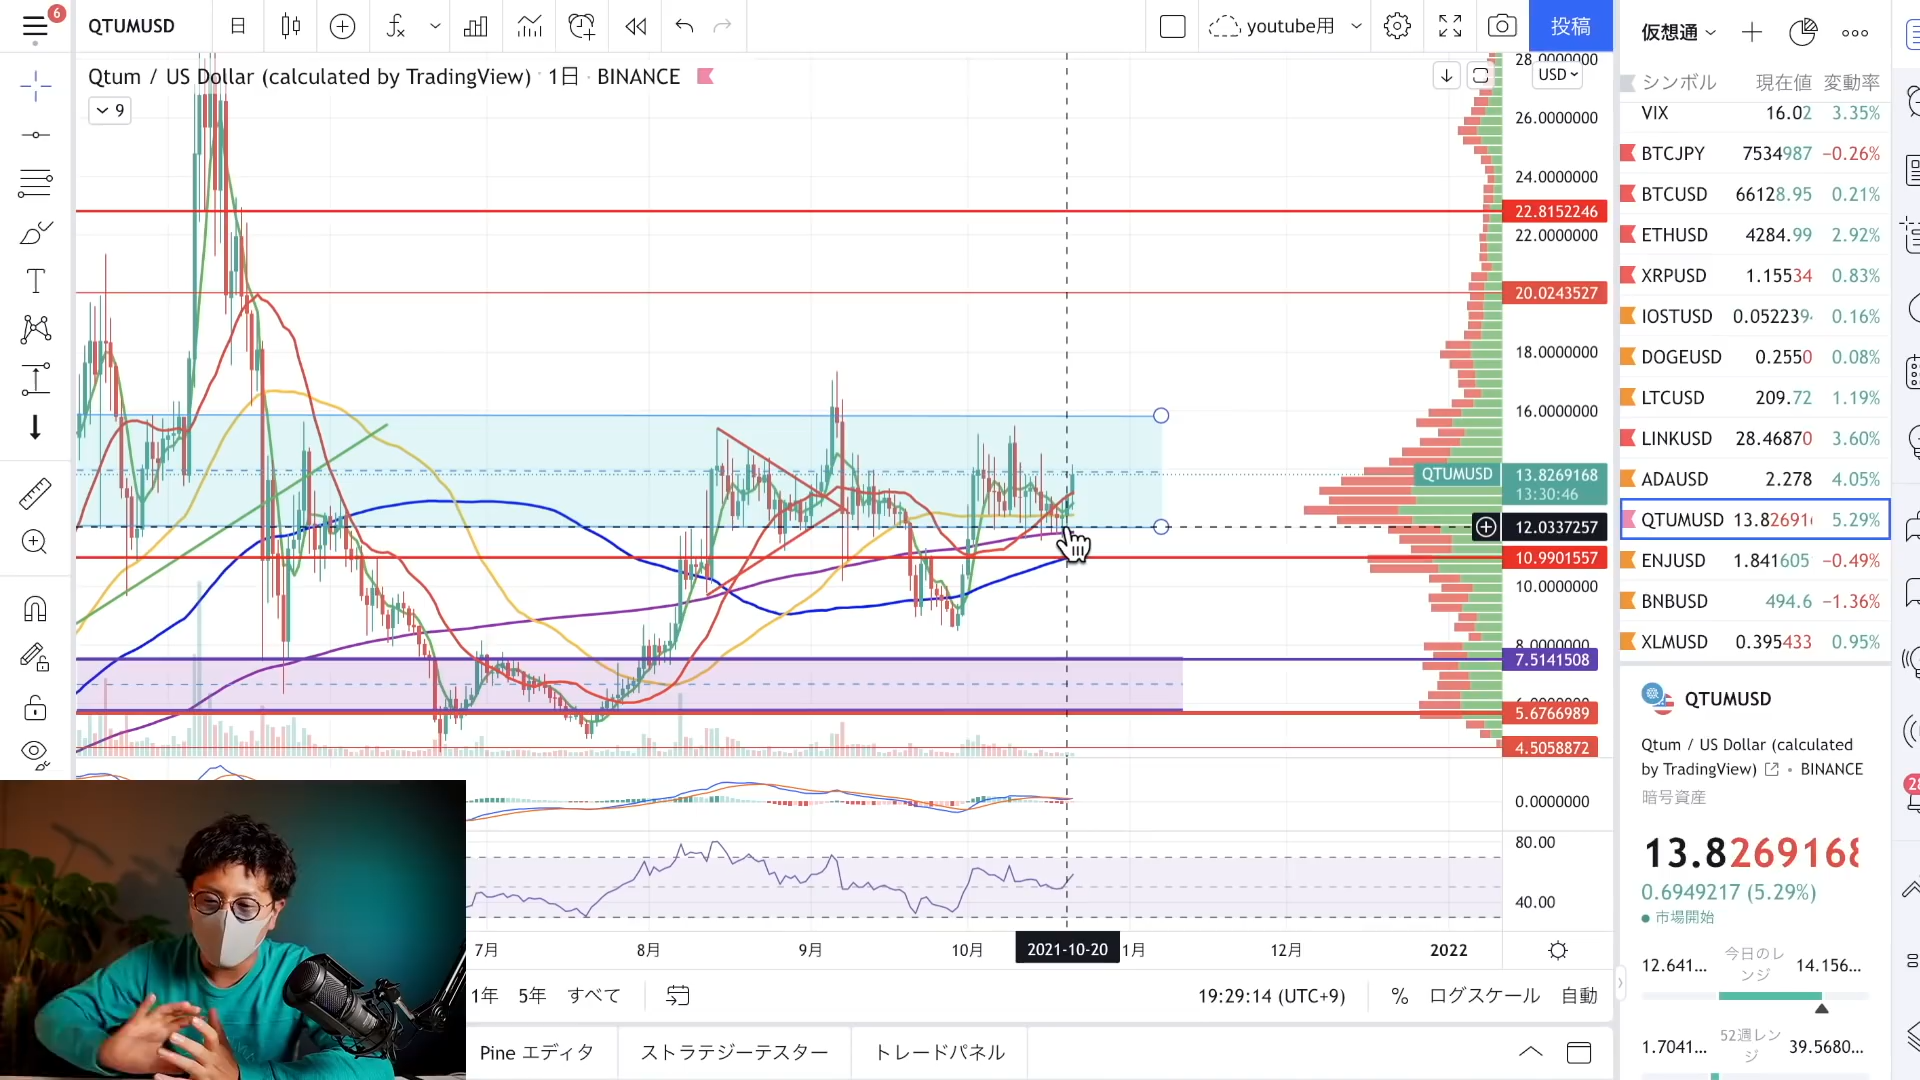 6
QTUMUSD
日
youtube用
投稿
Qtum / US Dollar (calculated by TradingView) · 1日 · BINANCE
9
USD
28.0000000
26.0000000
24.0000000
22.8152246
22.0000000
20.0243527
18.0000000
16.0000000
QTUMUSD 13.8269168
13:30:46
12.0337257
10.9901557
10.0000000
8.0000000
7.5141508
5.6766989
4.5058872
0.0000000
80.00
40.00
7月 8月 9月 10月 2021-10-20 1月 12月 2022
1年 5年 すべて
19:29:14 (UTC+9) % ログスケール 自動
Pine エディタ ストラテジーテスター トレードパネル
仮想通
シンボル 現在値 変動率
VIX 16.02 3.35%
BTCJPY 7534987 −0.26%
BTCUSD 66128.95 0.21%
ETHUSD 4284.99 2.92%
XRPUSD 1.15534 0.83%
IOSTUSD 0.0522394 0.16%
DOGEUSD 0.2550 0.08%
LTCUSD 209.72 1.19%
LINKUSD 28.46870 3.60%
ADAUSD 2.278 4.05%
QTUMUSD 13.82691 5.29%
ENJUSD 1.841605 −0.49%
BNBUSD 494.6 −1.36%
XLMUSD 0.395433 0.95%
QTUMUSD
Qtum / US Dollar (calculated
by TradingView) • BINANCE
暗号資産
13.8269168
0.6949217 (5.29%)
市場開始
12.641... 今日のレンジ 14.156...
1.7041... 52週レンジ 39.5680...
28